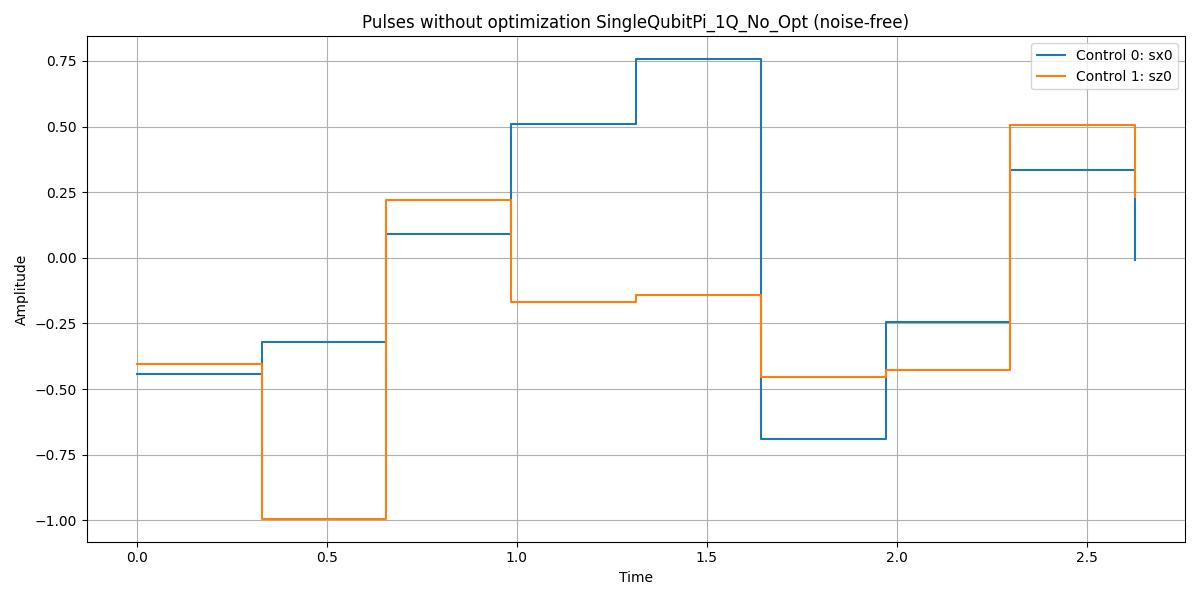 Pulses without optimization SingleQubitPi_1Q_No_Opt (noise-free)
Control 0: sx0
Control 1: sz0
Amplitude
0.75
0.50
0.25
0.00
−0.25
−0.50
−0.75
−1.00
0.0 0.5 1.0 1.5 2.0 2.5
Time